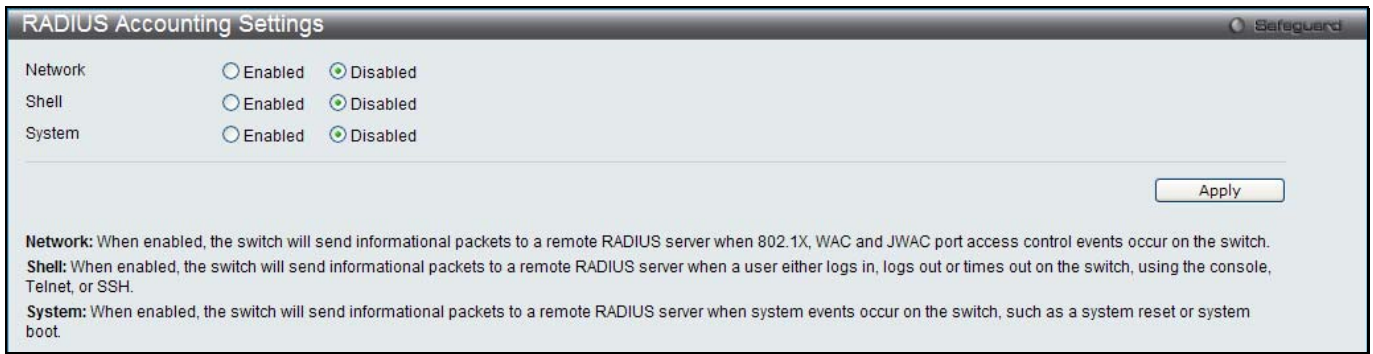 RADIUS Accounting Settings
Safeguard
Network Enabled Disabled
Shell Enabled Disabled
System Enabled Disabled
Apply
Network: When enabled, the switch will send informational packets to a remote RADIUS server when 802.1X, WAC and JWAC port access control events occur on the switch.
Shell: When enabled, the switch will send informational packets to a remote RADIUS server when a user either logs in, logs out or times out on the switch, using the console,
Telnet, or SSH.
System: When enabled, the switch will send informational packets to a remote RADIUS server when system events occur on the switch, such as a system reset or system
boot.